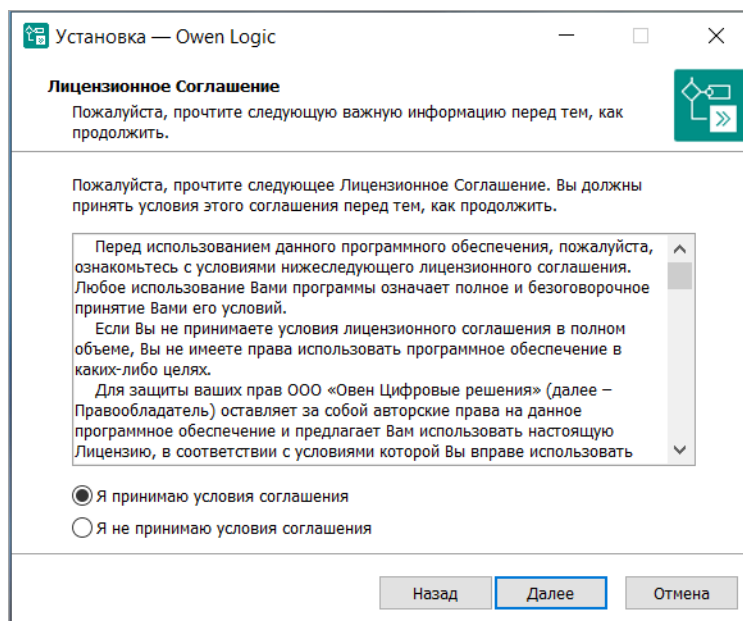 Установка — Owen Logic
Лицензионное Соглашение
Пожалуйста, прочтите следующую важную информацию перед тем, как
продолжить.
Пожалуйста, прочтите следующее Лицензионное Соглашение. Вы должны
принять условия этого соглашения перед тем, как продолжить.
Перед использованием данного программного обеспечения, пожалуйста,
ознакомьтесь с условиями нижеследующего лицензионного соглашения.
Любое использование Вами программы означает полное и безоговорочное
принятие Вами его условий.
Если Вы не принимаете условия лицензионного соглашения в полном
объеме, Вы не имеете права использовать программное обеспечение в
каких-либо целях.
Для защиты ваших прав ООО «Овен Цифровые решения» (далее –
Правообладатель) оставляет за собой авторские права на данное
программное обеспечение и предлагает Вам использовать настоящую
Лицензию, в соответствии с условиями которой Вы вправе использовать
Я принимаю условия соглашения
Я не принимаю условия соглашения
Назад Далее Отмена